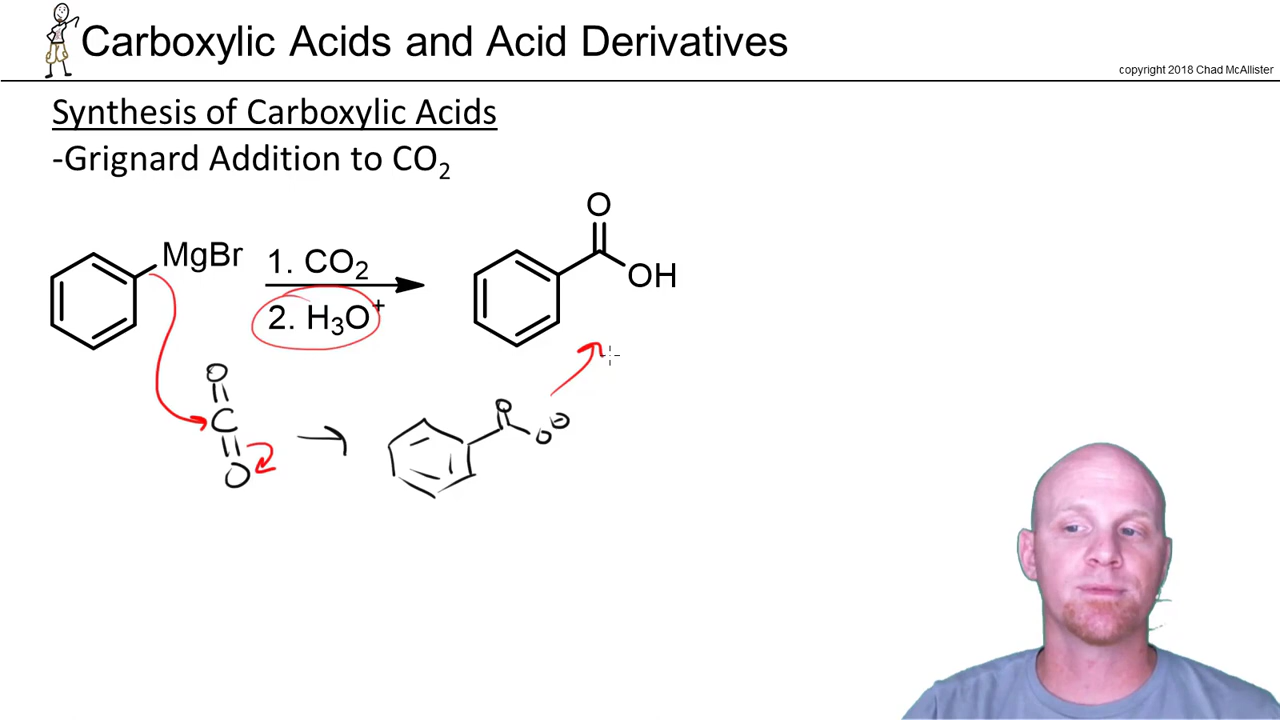 Carboxylic Acids and Acid Derivatives
copyright 2018 Chad McAllister
Synthesis of Carboxylic Acids
-Grignard Addition to CO₂
O
MgBr
1. CO₂
OH
2. H₃O⁺
O
C
O
O
O⊖